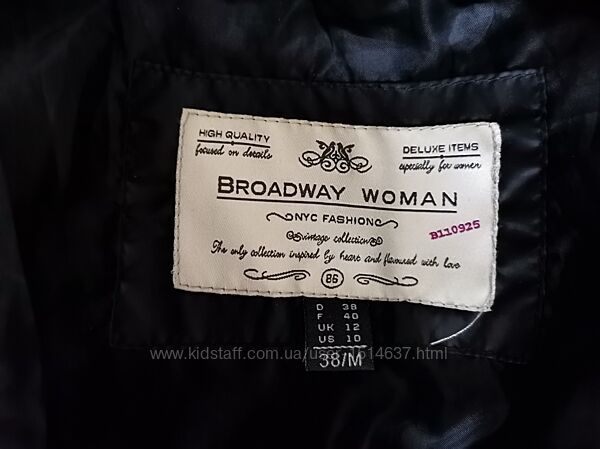 HIGH QUALITY
focused on details
DELUXE ITEMS
especially for women
BROADWAY WOMAN
NYC FASHION
vintage collection
B110925
The only collection inspired by heart and flavoured with love
86
D 38
F 40
UK 12
US 10
38/M